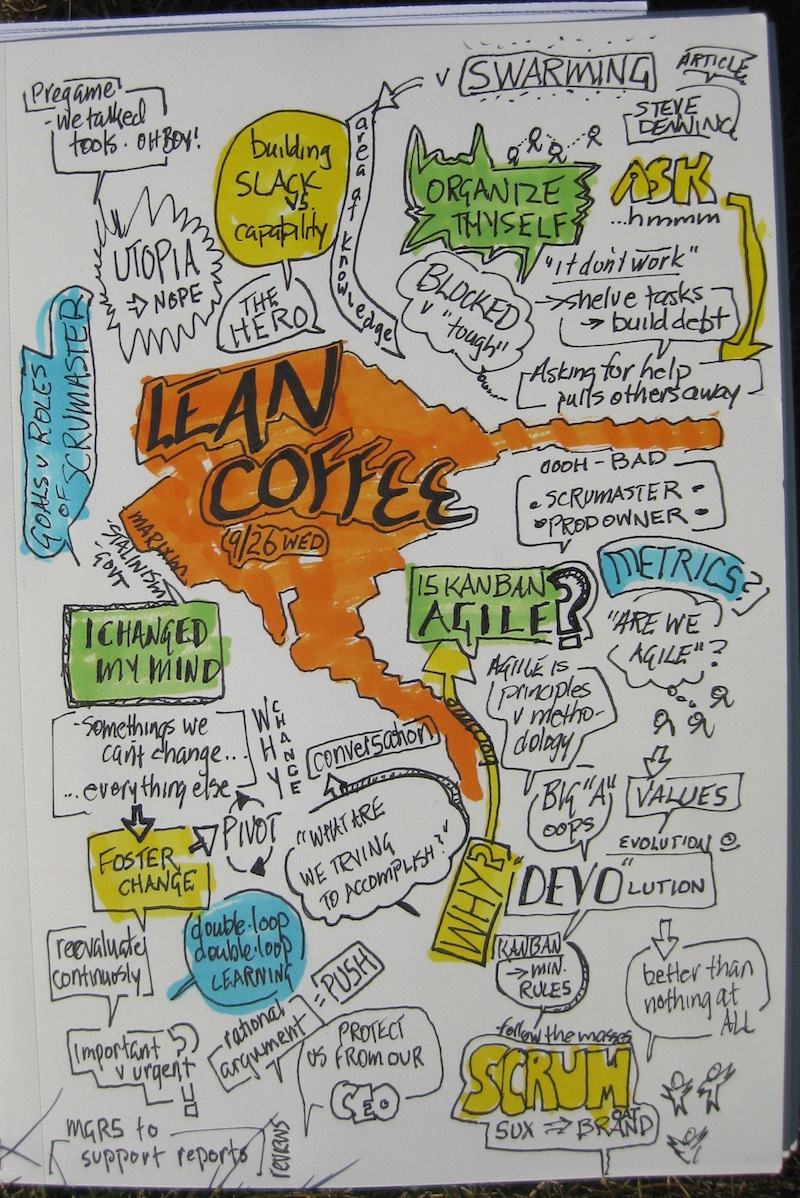 Pregame
-we talked
tools. OH BOY!
UTOPIA
⇒ NOPE
building
SLACK
vs.
capability
THE
HERO
area of knowledge
v SWARMING
ARTICLE
STEVE
DENNING
ORGANIZE
THYSELF
ASK
...hmmm
BLOCKED
v "tough"
"it don't work"
→ shelve tasks
→ build debt
Asking for help
pulls others away
GOALS v ROLES
OF SCRUMASTER
LEAN
COFFEE
9/26 WED
OOOH - BAD
• SCRUMASTER •
• PRODOWNER •
MARXISM
STALINISM
GOVT
I CHANGED
MY MIND
IS KANBAN
AGILE?
METRICS?
"ARE WE
AGILE"?
-Somethings we
can't change...
...everything else
WHY
CHANGE
conversation
AGILE is
principles
v metho-
dology
BIG "A"
oops
VALUES
EVOLUTION
FOSTER
CHANGE
PIVOT
"WHAT ARE
WE TRYING
TO ACCOMPLISH?"
WHY?
"DEVO"LUTION
reevaluate
continuously
double·loop
double·loop
LEARNING
KANBAN
→ MIN.
RULES
better than
nothing at
ALL
important
v urgent
rational
argument
= PUSH
PROTECT
US FROM OUR
CEO
follow the masses
SCRUM
SUX ⇒ BRAND
MGRS to
support reports